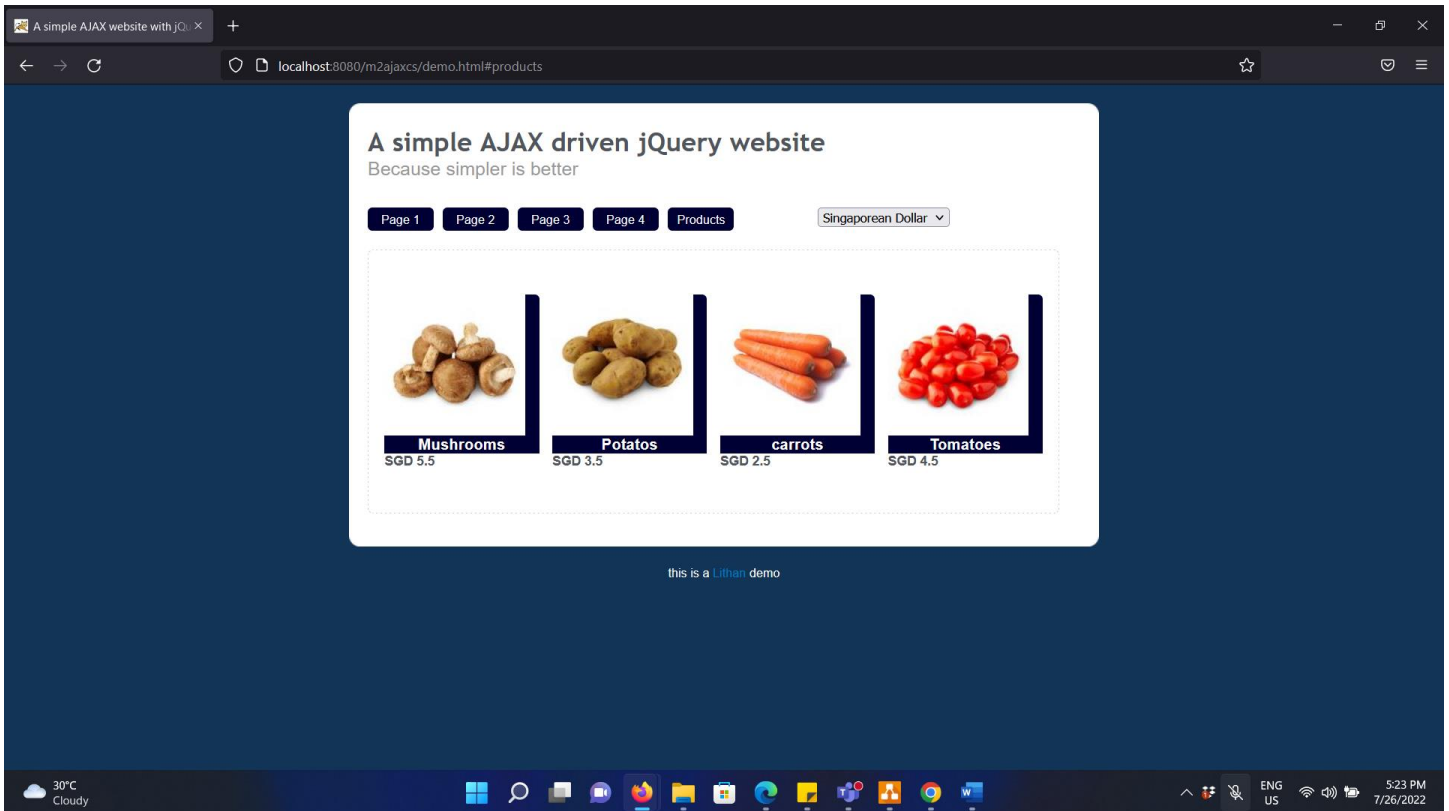 A simple AJAX website with jQu
localhost:8080/m2ajaxcs/demo.html#products
A simple AJAX driven jQuery website
Because simpler is better
Page 1 Page 2 Page 3 Page 4 Products Singaporean Dollar
Mushrooms Potatos carrots Tomatoes
SGD 5.5 SGD 3.5 SGD 2.5 SGD 4.5
this is a Lithan demo
30°C
Cloudy
ENG
US
5:23 PM
7/26/2022